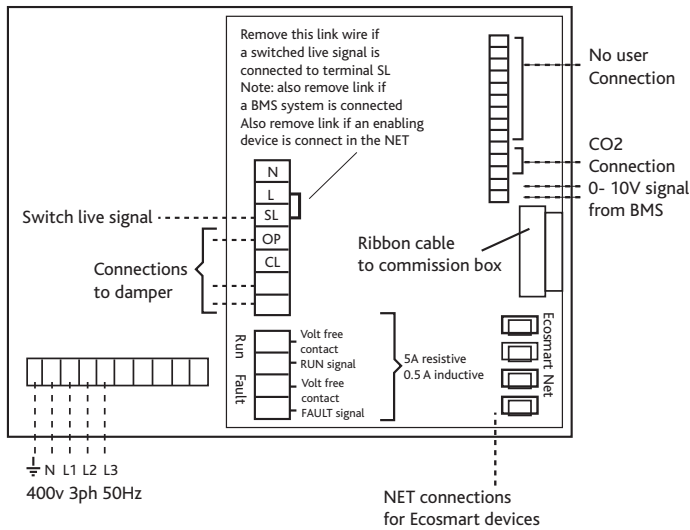 Remove this link wire if
a switched live signal is
connected to terminal SL
Note: also remove link if
a BMS system is connected
Also remove link if an enabling
device is connect in the NET
No user
Connection
CO2
Connection
0- 10V signal
from BMS
N
L
SL
OP
CL
Switch live signal
Connections
to damper
Ribbon cable
to commission box
Run
Fault
Volt free
contact
RUN signal
Volt free
contact
FAULT signal
5A resistive
0.5 A inductive
Ecosmart Net
N L1 L2 L3
400v 3ph 50Hz
NET connections
for Ecosmart devices